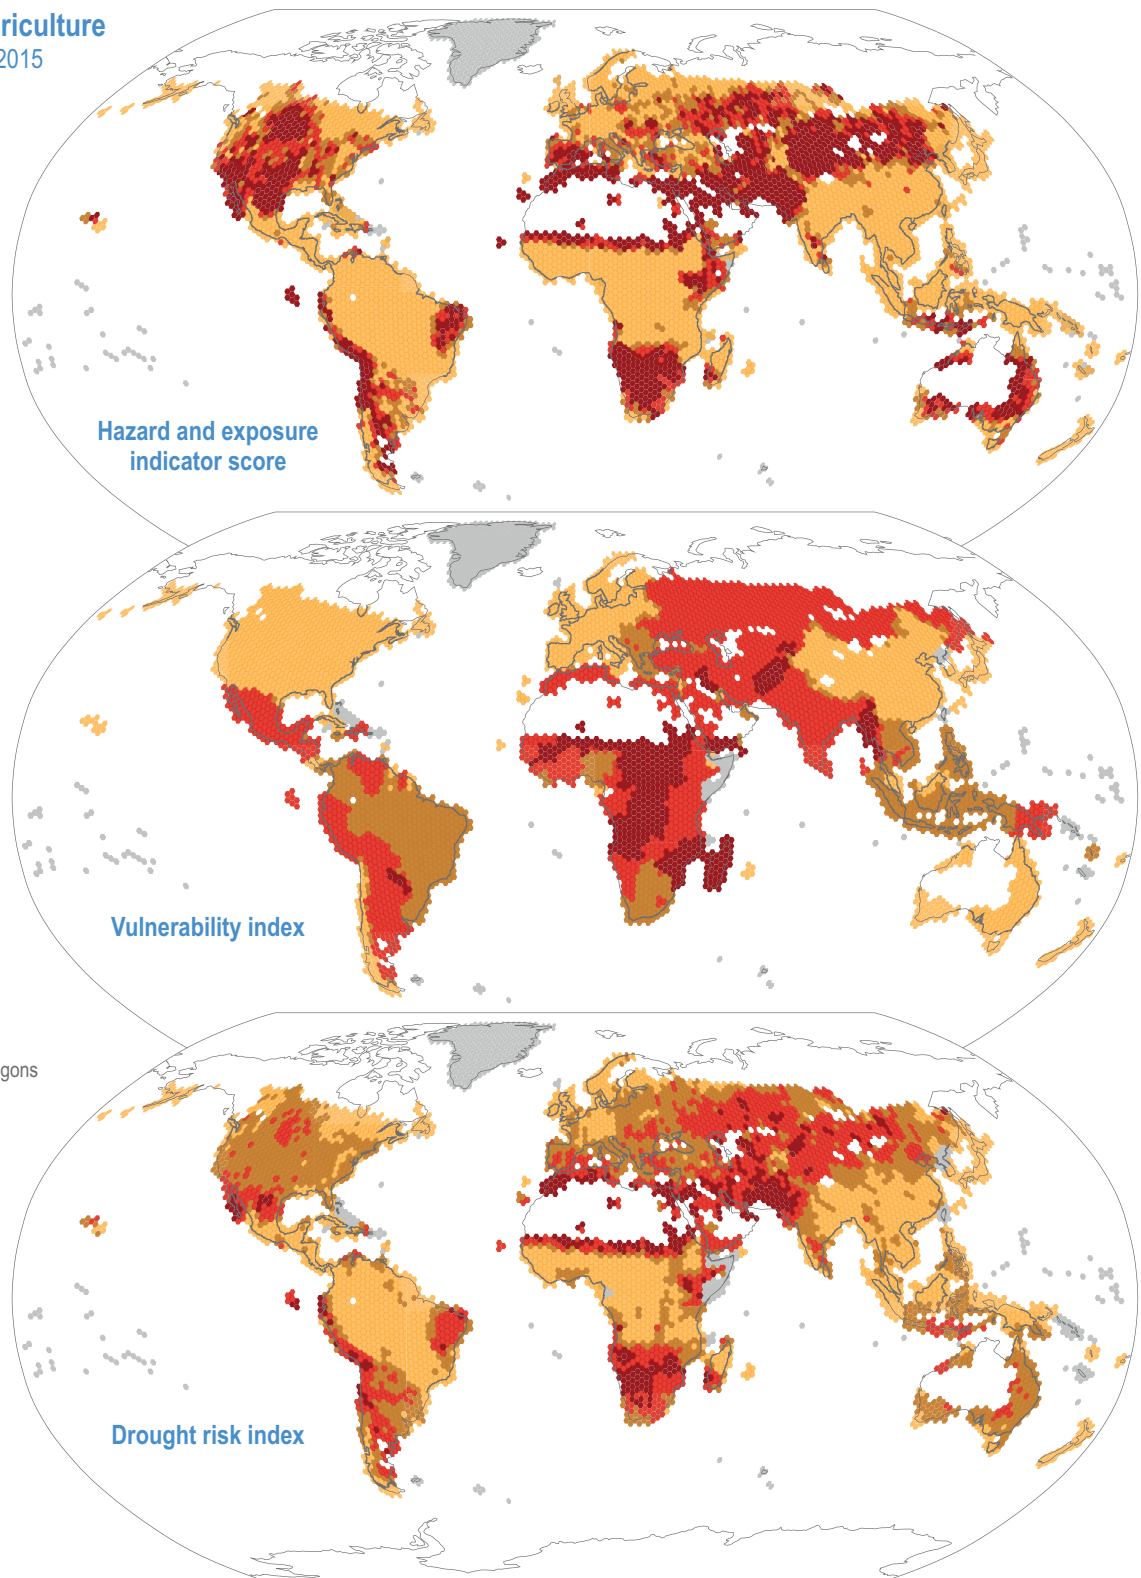 riculture
2015
Hazard and exposure
indicator score
Vulnerability index
gons
Drought risk index